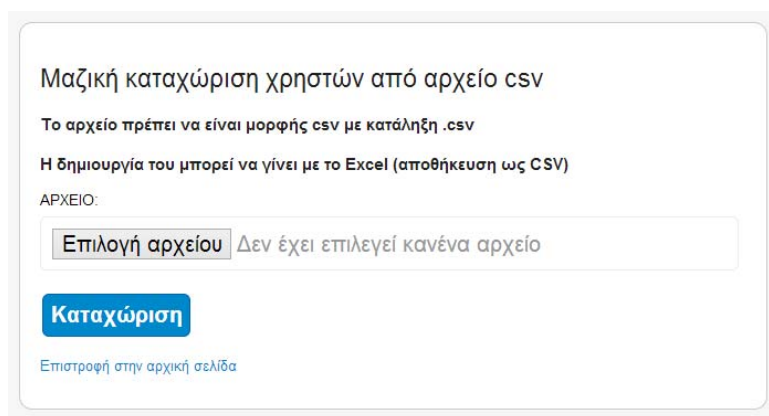 Μαζική καταχώριση χρηστών από αρχείο csv
Το αρχείο πρέπει να είναι μορφής csv με κατάληξη .csv
Η δημιουργία του μπορεί να γίνει με το Excel (αποθήκευση ως CSV)
ΑΡΧΕΙΟ:
Επιλογή αρχείου Δεν έχει επιλεγεί κανένα αρχείο
Καταχώριση
Επιστροφή στην αρχική σελίδα